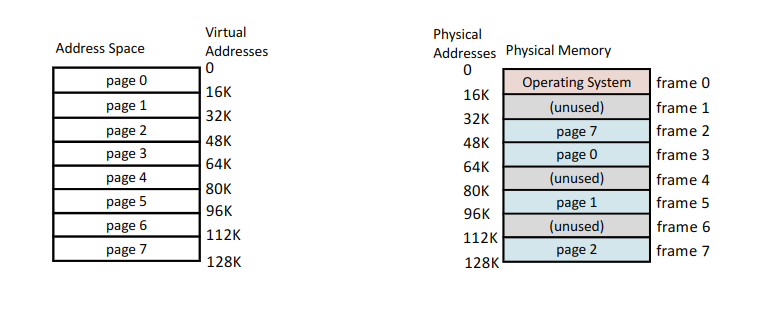 Address Space
Virtual
Addresses
0
page 0
16K
page 1
32K
page 2
48K
page 3
64K
page 4
80K
page 5
96K
page 6
112K
page 7
128K
Physical
Addresses
Physical Memory
0
Operating System
frame 0
16K
(unused)
frame 1
32K
page 7
frame 2
48K
page 0
frame 3
64K
(unused)
frame 4
80K
page 1
frame 5
96K
(unused)
frame 6
112K
page 2
frame 7
128K